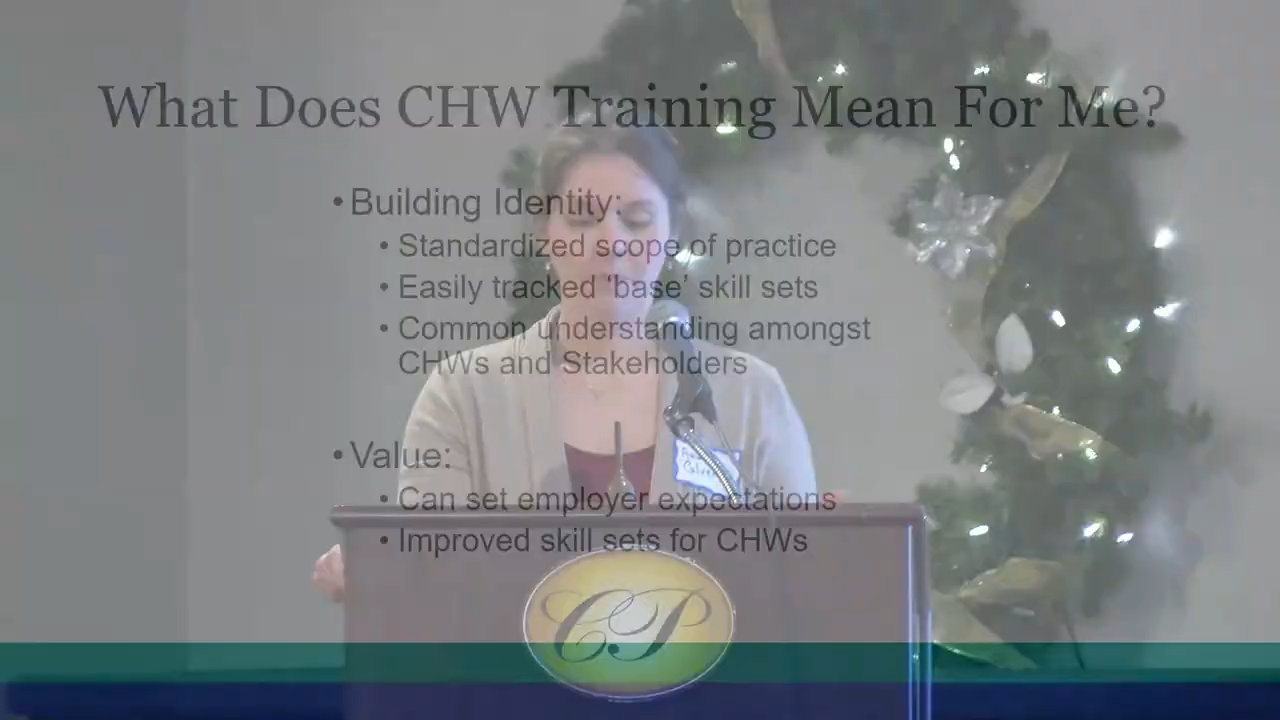 What Does CHW Training Mean For Me?
• Building Identity:
• Standardized scope of practice
• Easily tracked ‘base’ skill sets
• Common understanding amongst
CHWs and Stakeholders
• Value:
• Can set employer expectations
• Improved skill sets for CHWs
CP